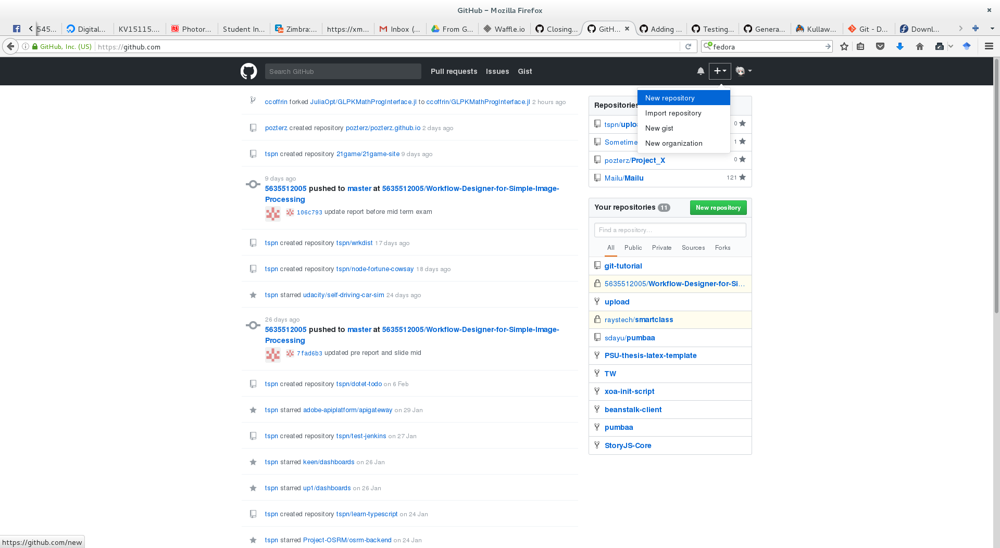 GitHub – Mozilla Firefox
545...
Digital...
KV15115....
Photor...
Student In...
Zimbra:...
https://xm...
Inbox (...
From G...
Waffle.io
Closing...
GitH...
Adding ...
Testing...
Genera...
Kullaw...
Git - D...
Downl...
GitHub, Inc. (US)
https://github.com
fedora
Search GitHub
Pull requests
Issues
Gist
New repository
Import repository
New gist
New organization
ccoffrin forked JuliaOpt/GLPKMathProgInterface.jl to ccoffrin/GLPKMathProgInterface.jl 2 hours ago
pozterz created repository pozterz/pozterz.github.io 2 days ago
tspn created repository 21game/21game-site 9 days ago
9 days ago
5635512005 pushed to master at 5635512005/Workflow-Designer-for-Simple-Image-
Processing
106c793 update report before mid term exam
tspn created repository tspn/wrkdist 17 days ago
tspn created repository tspn/node-fortune-cowsay 18 days ago
tspn starred udacity/self-driving-car-sim 24 days ago
26 days ago
5635512005 pushed to master at 5635512005/Workflow-Designer-for-Simple-Image-
Processing
7fad6b3 updated pre report and slide mid
tspn created repository tspn/dotet-todo on 6 Feb
tspn starred adobe-apiplatform/apigateway on 29 Jan
tspn created repository tspn/test-jenkins on 27 Jan
tspn starred keen/dashboards on 26 Jan
tspn starred up1/dashboards on 26 Jan
tspn created repository tspn/learn-typescript on 24 Jan
tspn starred Project-OSRM/osrm-backend on 24 Jan
Repositories
tspn/uploa 0
Sometime 1
pozterz/Project_X 0
Mailu/Mailu 121
Your repositories 11
New repository
Find a repository...
All Public Private Sources Forks
git-tutorial
5635512005/Workflow-Designer-for-Si...
upload
raystech/smartclass
sdayu/pumbaa
PSU-thesis-latex-template
TW
xoa-init-script
beanstalk-client
pumbaa
StoryJS-Core
https://github.com/new